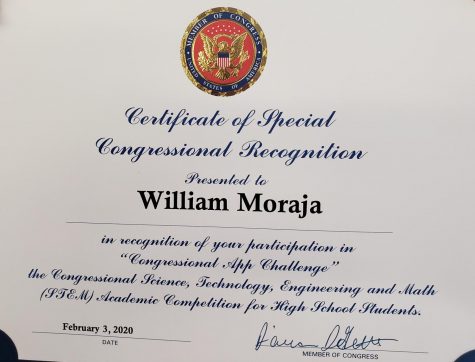 MEMBER OF CONGRESS
UNITED STATES OF AMERICA
Certificate of Special
Congressional Recognition
Presented to
William Moraja
in recognition of your participation in
“Congressional App Challenge”
the Congressional Science, Technology, Engineering and Math
(STEM) Academic Competition for High School Students.
February 3, 2020
DATE
MEMBER OF CONGRESS